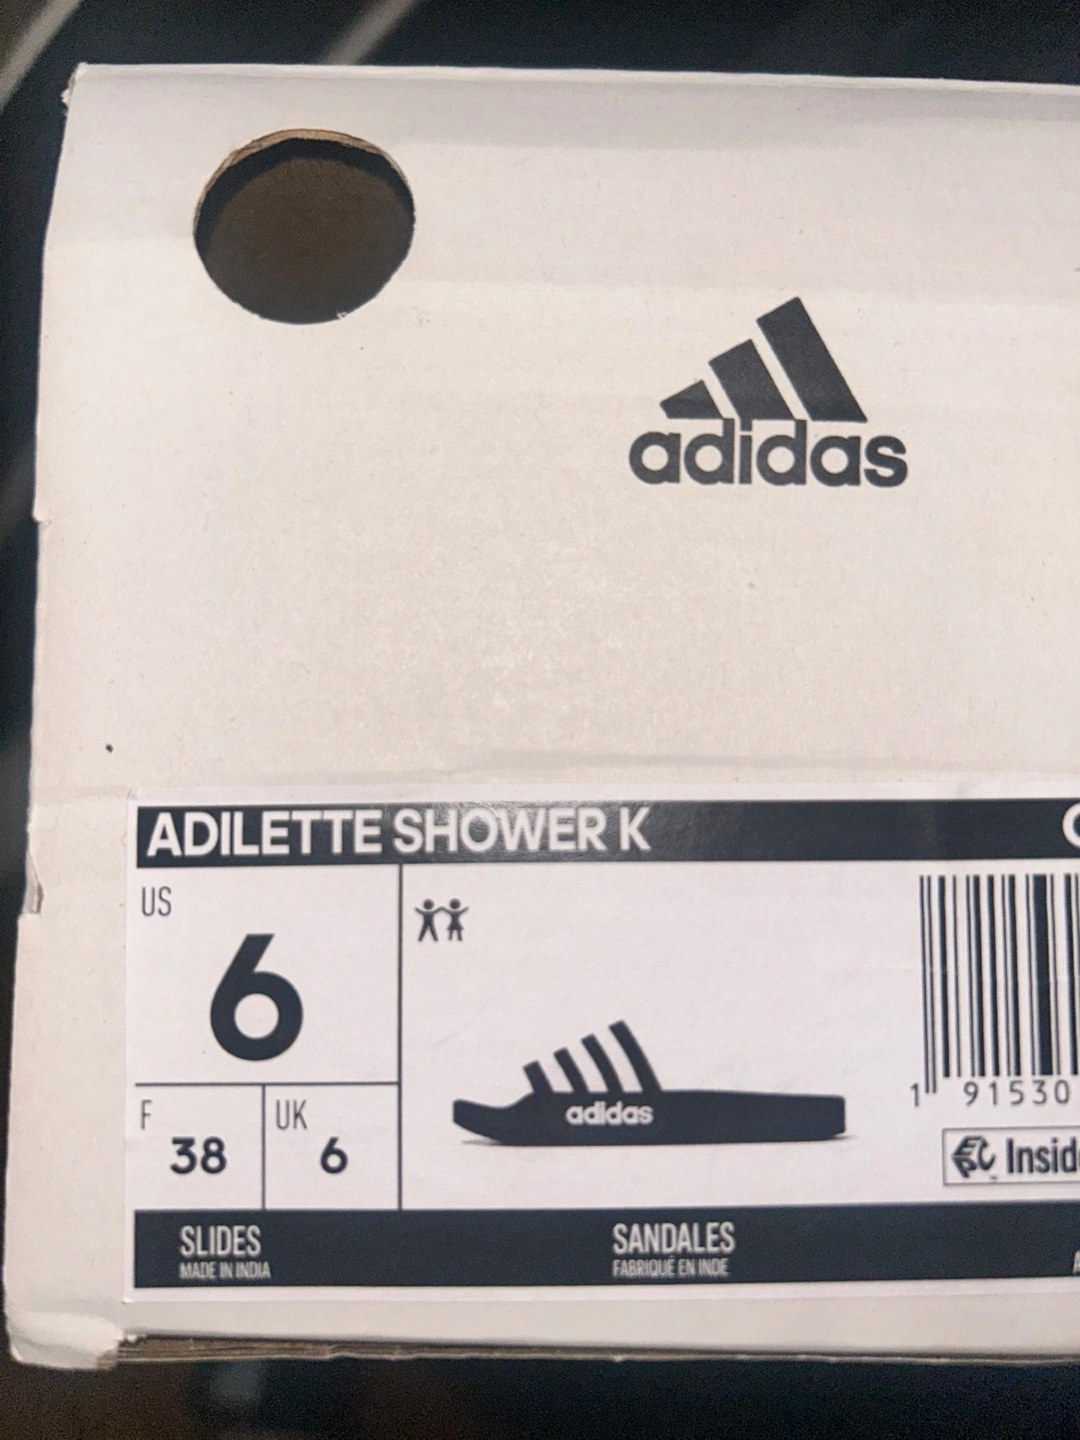 adidas
ADILETTE SHOWER K
US
6
F
38
UK
6
adidas
1 91530
Insid
SLIDES
MADE IN INDIA
SANDALES
FABRIQUÉ EN INDE